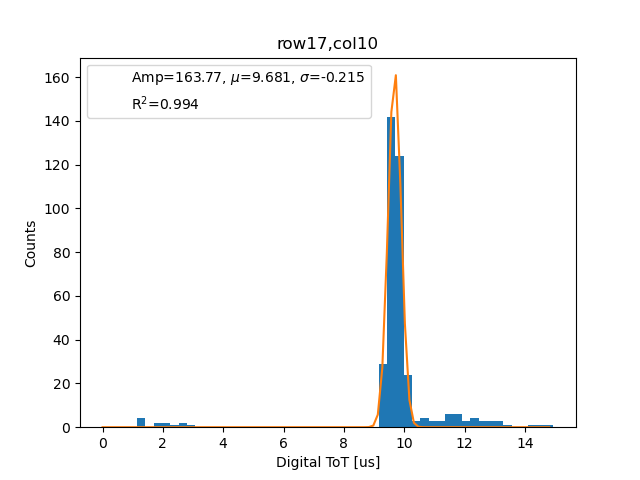 row17,col10
Amp=163.77, μ=9.681, σ=-0.215
R²=0.994
160
140
120
100
80
60
40
20
0
Counts
0 2 4 6 8 10 12 14
Digital ToT [us]